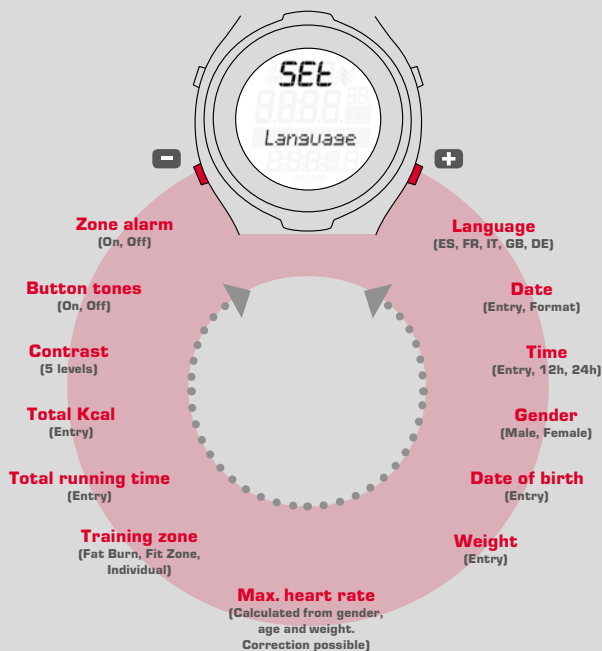 SEt
Language
Language
(ES, FR, IT, GB, DE)
Date
(Entry, Format)
Time
(Entry, 12h, 24h)
Gender
(Male, Female)
Date of birth
(Entry)
Weight
(Entry)
Max. heart rate
(Calculated from gender,
age and weight.
Correction possible)
Training zone
(Fat Burn, Fit Zone,
Individual)
Total running time
(Entry)
Total Kcal
(Entry)
Contrast
(5 levels)
Button tones
(On, Off)
Zone alarm
(On, Off)